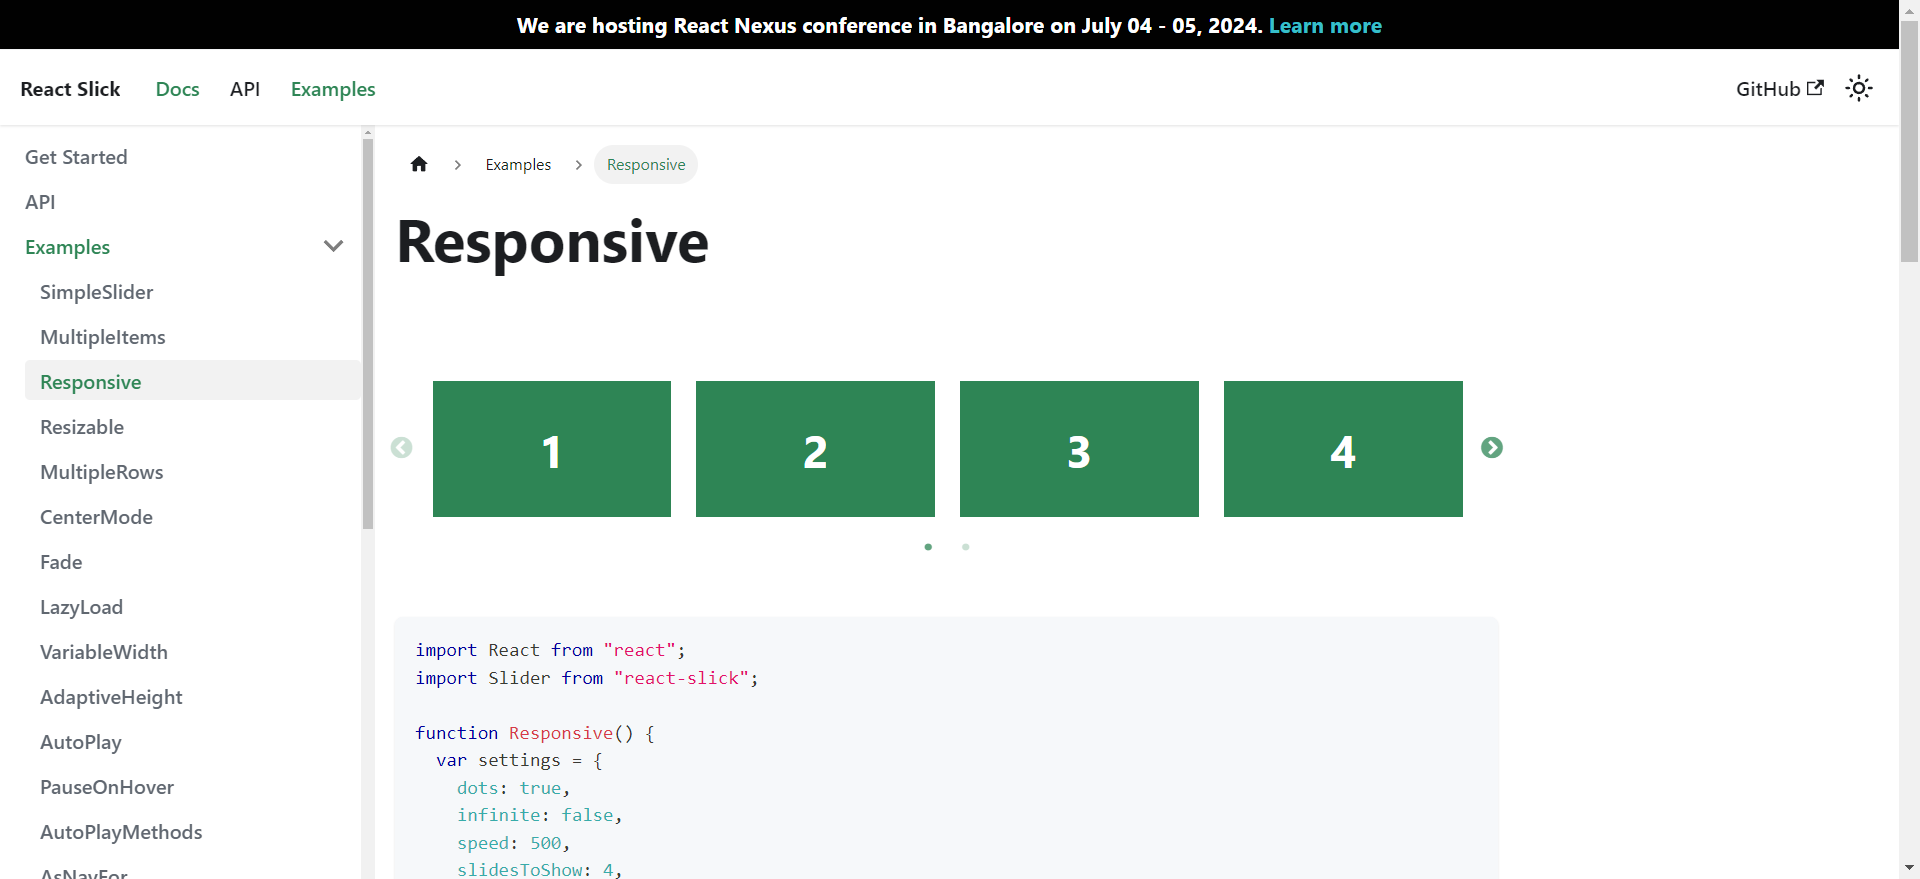 We are hosting React Nexus conference in Bangalore on July 04 - 05, 2024. Learn more
React Slick Docs API Examples GitHub
Get Started
API
Examples
SimpleSlider
MultipleItems
Responsive
Resizable
MultipleRows
CenterMode
Fade
LazyLoad
VariableWidth
AdaptiveHeight
AutoPlay
PauseOnHover
AutoPlayMethods
AsNavFor
Examples Responsive
Responsive
1 2 3 4
import React from "react";
import Slider from "react-slick";
function Responsive() {
var settings = {
dots: true,
infinite: false,
speed: 500,
slidesToShow: 4,